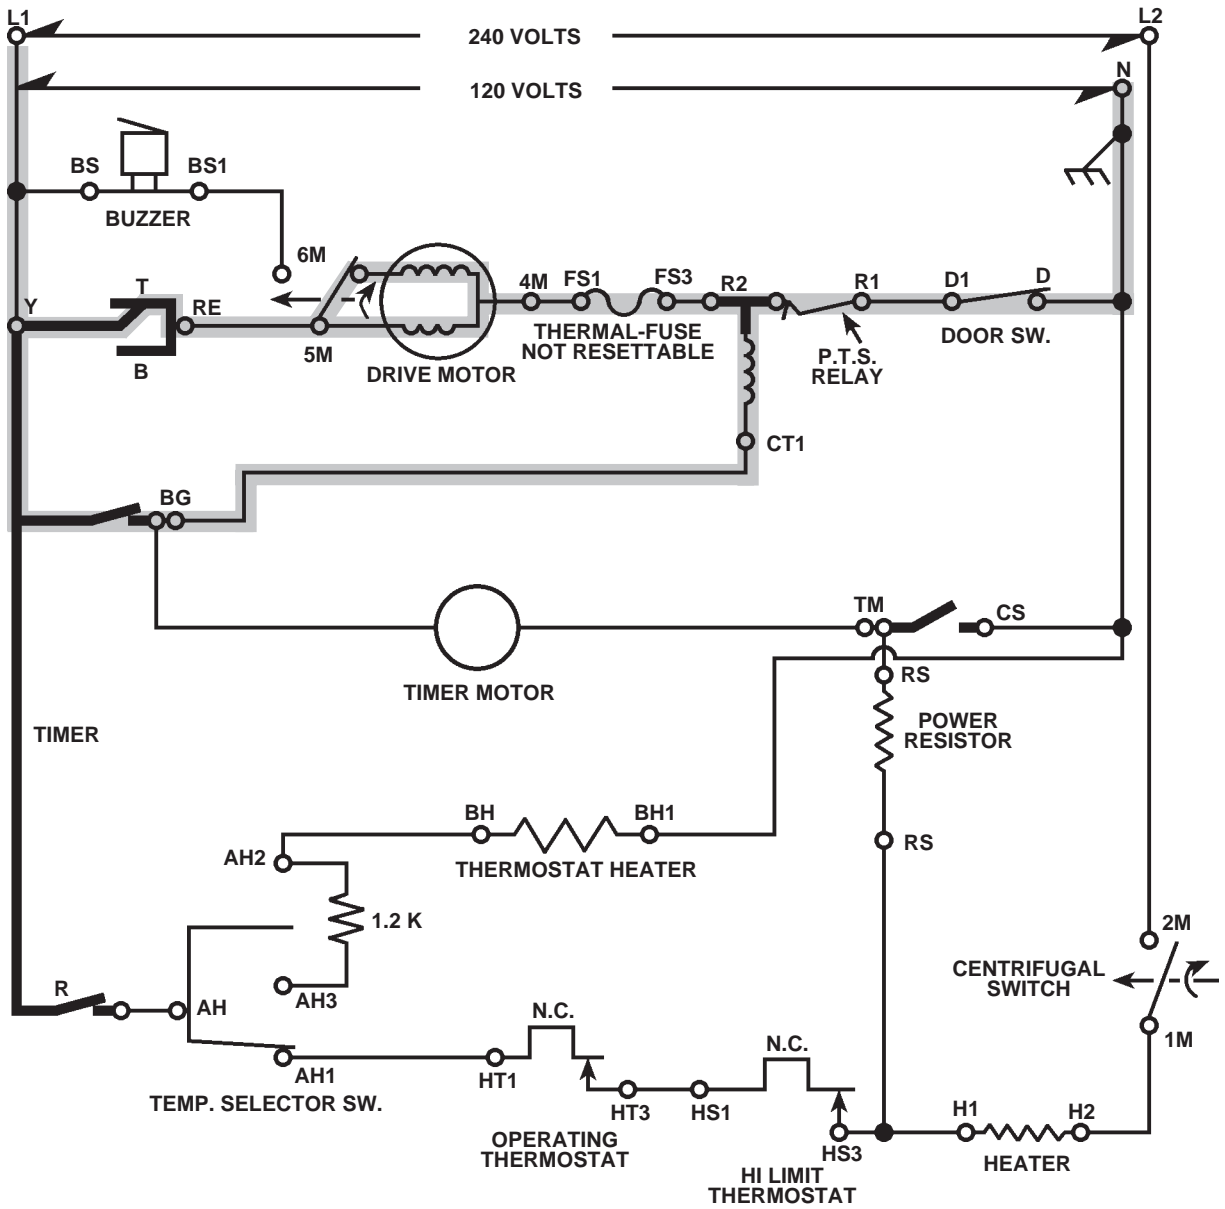 L1
L2
240 VOLTS
N
120 VOLTS
BS
BS1
BUZZER
6M
T
Y
RE
B
5M
DRIVE MOTOR
4M
FS1
FS3
THERMAL-FUSE
NOT RESETTABLE
R2
R1
P.T.S.
RELAY
D1
D
DOOR SW.
CT1
BG
TM
CS
TIMER MOTOR
RS
POWER
RESISTOR
TIMER
BH
BH1
THERMOSTAT HEATER
RS
AH2
1.2 K
AH3
R
AH
AH1
TEMP. SELECTOR SW.
2M
CENTRIFUGAL
SWITCH
1M
N.C.
HT1
HT3
OPERATING
THERMOSTAT
N.C.
HS1
HS3
HI LIMIT
THERMOSTAT
H1
H2
HEATER